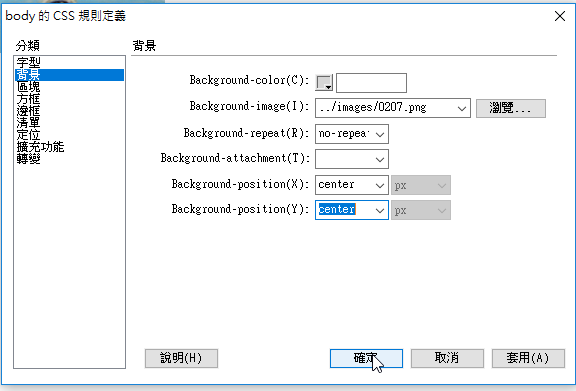 body 的 CSS 規則定義
分類
字型
背景
區塊
方框
邊框
清單
定位
擴充功能
轉變
背景
Background-color(C):
Background-image(I): ../images/0207.png 瀏覽...
Background-repeat(R): no-repeat
Background-attachment(T):
Background-position(X): center px
Background-position(Y): center px
說明(H) 確定 取消 套用(A)